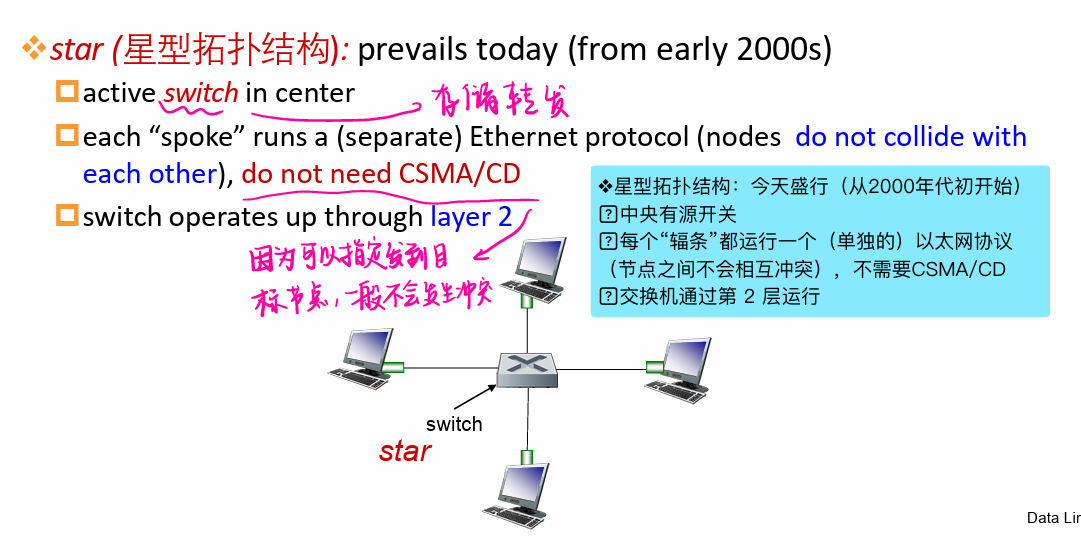 ❖star (星型拓扑结构): prevails today (from early 2000s)
active switch in center
存储转发
each “spoke” runs a (separate) Ethernet protocol (nodes do not collide with
each other), do not need CSMA/CD
switch operates up through layer 2
因为可以指定发到目
标节点，一般不会发生冲突
❖星型拓扑结构：今天盛行（从2000年代初开始）
⍰中央有源开关
⍰每个“辐条”都运行一个（单独的）以太网协议
（节点之间不会相互冲突），不需要CSMA/CD
⍰交换机通过第 2 层运行
switch
star
Data Lin